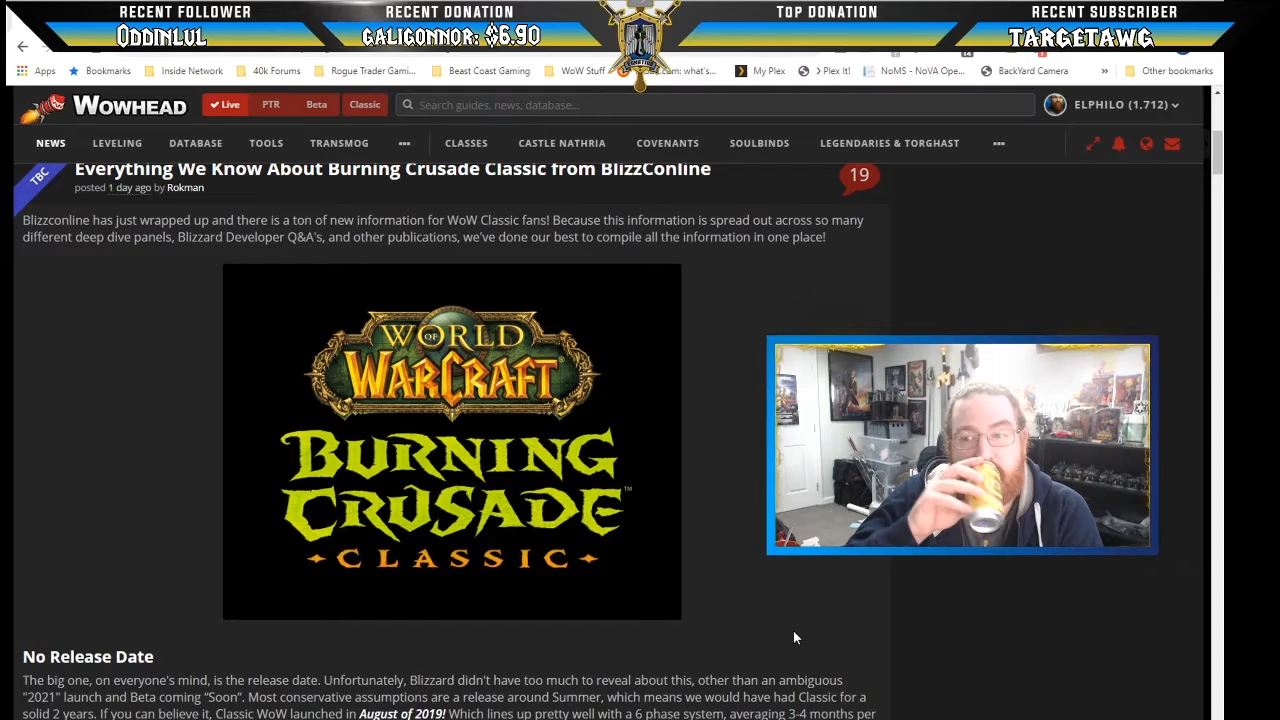 RECENT FOLLOWER
RECENT DONATION
TOP DONATION
RECENT SUBSCRIBER
ODDINLUL
GALIGONNOR: $6.90
TARGETAWG
Apps
Bookmarks
Inside Network
40k Forums
Rogue Trader Gami...
Beast Coast Gaming
WoW Stuff
.com: what's...
My Plex
> Plex It!
NoMS - NoVA Ope...
BackYard Camera
»
Other bookmarks
WOWHEAD
Live
PTR
Beta
Classic
Search guides, news, database...
ELPHILO (1,712)
NEWS
LEVELING
DATABASE
TOOLS
TRANSMOG
•••
CLASSES
CASTLE NATHRIA
COVENANTS
SOULBINDS
LEGENDARIES & TORGHAST
•••
TBC
Everything We Know About Burning Crusade Classic from BlizzConline
19
posted 1 day ago by Rokman
Blizzconline has just wrapped up and there is a ton of new information for WoW Classic fans! Because this information is spread out across so many
different deep dive panels, Blizzard Developer Q&A's, and other publications, we've done our best to compile all the information in one place!
WORLD
OF
WARCRAFT
BURNING
CRUSADE™
CLASSIC
No Release Date
The big one, on everyone's mind, is the release date. Unfortunately, Blizzard didn't have too much to reveal about this, other than an ambiguous
"2021" launch and Beta coming “Soon”. Most conservative assumptions are a release around Summer, which means we would have had Classic for a
solid 2 years. If you can believe it, Classic WoW launched in August of 2019! Which lines up pretty well with a 6 phase system, averaging 3-4 months per